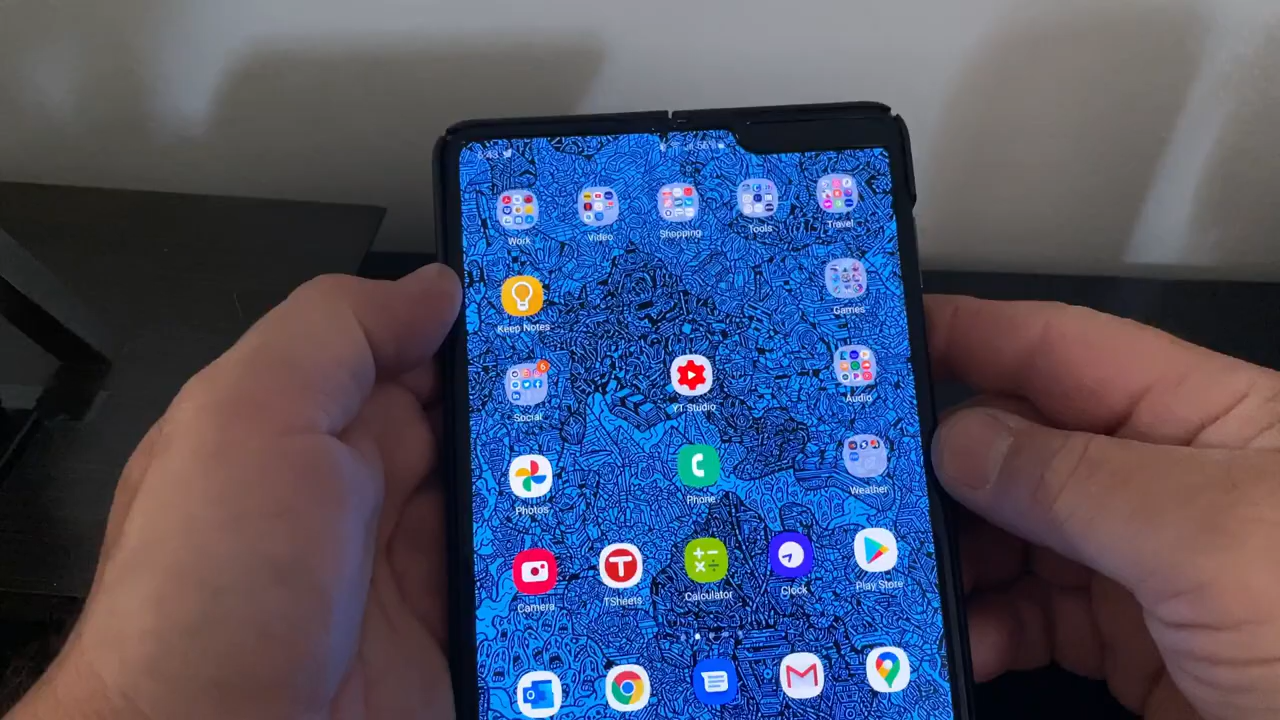 Work Video Shopping Tools Travel
Keep Notes Games
6
Social YT Studio Audio
Photos Phone Weather
T
Camera TSheets Calculator Clock Play Store